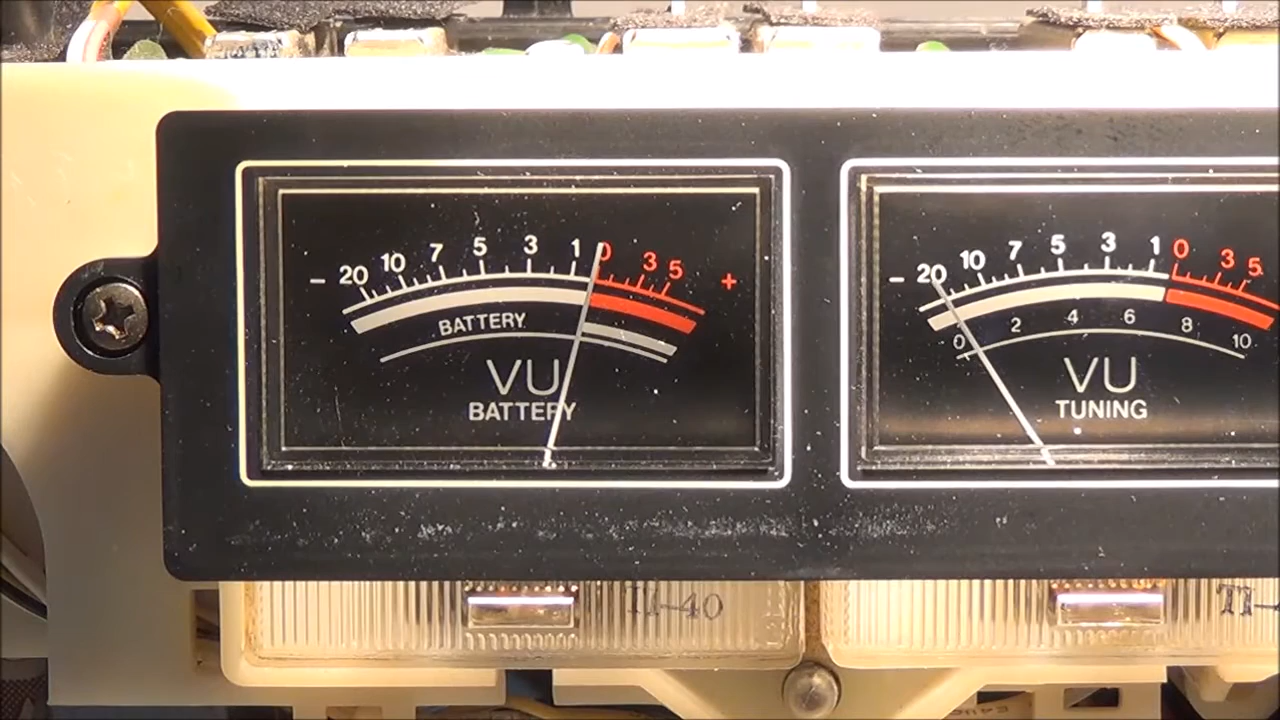 − 20 10 7 5 3 1 0 3 5 +
BATTERY
VU
BATTERY
− 20 10 7 5 3 1 0 3 5
0 2 4 6 8 10
VU
TUNING
TI-40